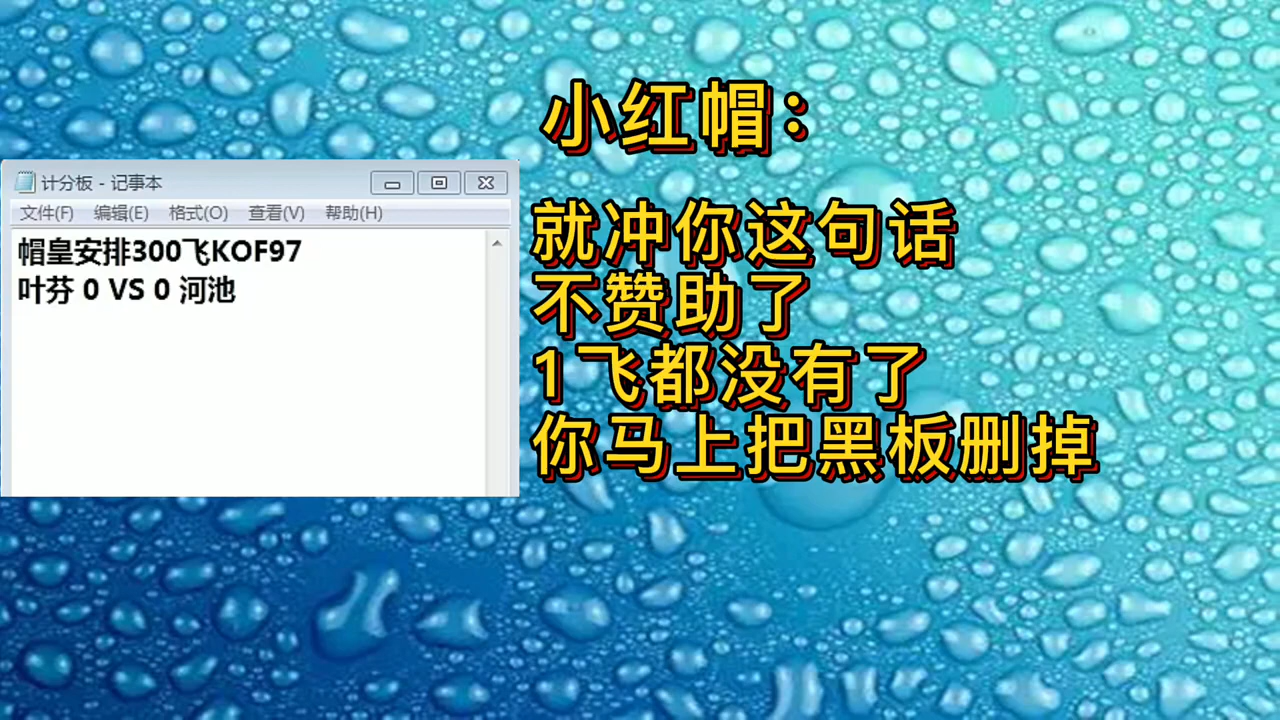 小红帽：
计分板 - 记事本
文件(F) 编辑(E) 格式(O) 查看(V) 帮助(H)
帽皇安排300飞KOF97
叶芬 0 VS 0 河池
就冲你这句话
不赞助了
1飞都没有了
你马上把黑板删掉